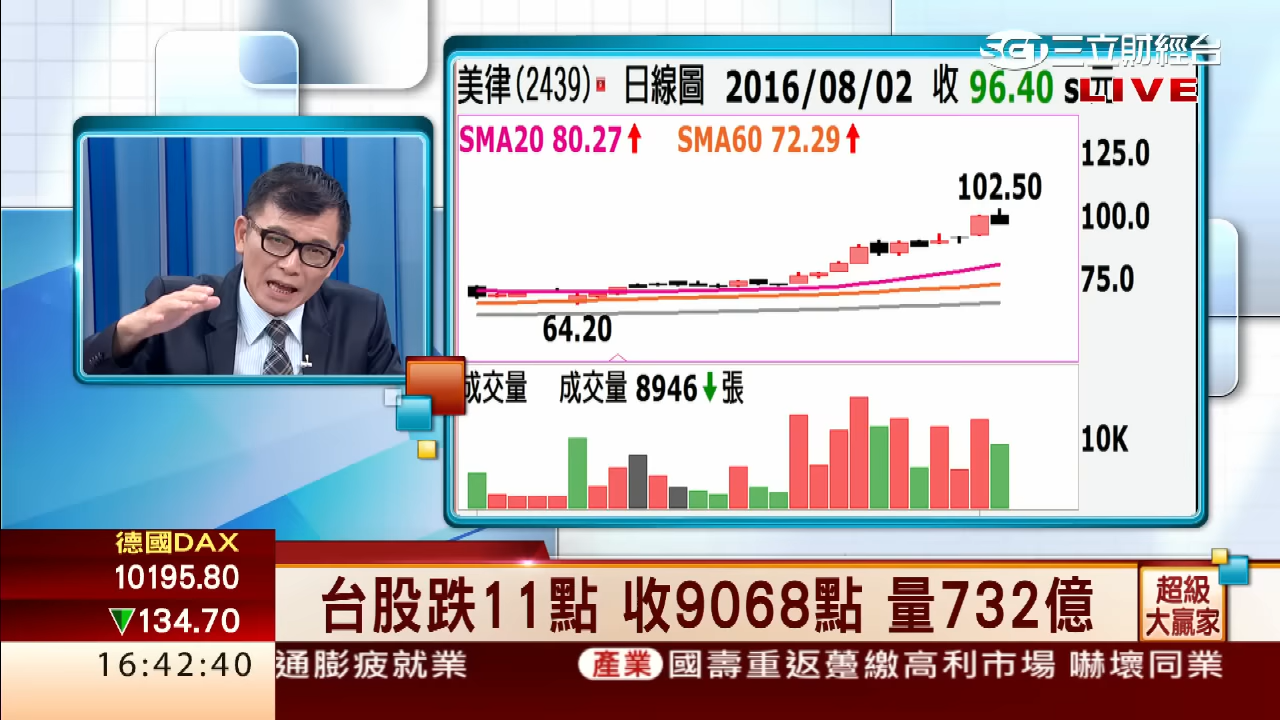 SET三立財經台
LIVE
美律(2439) 日線圖 2016/08/02 收 96.40 s元
SMA20 80.27↑ SMA60 72.29↑
125.0
102.50
100.0
75.0
64.20
成交量 成交量 8946↓張
10K
德國DAX
10195.80
▼134.70
台股跌11點 收9068點 量732億
超級
大贏家
16:42:40
通膨疲就業 產業 國壽重返躉繳高利市場 嚇壞同業